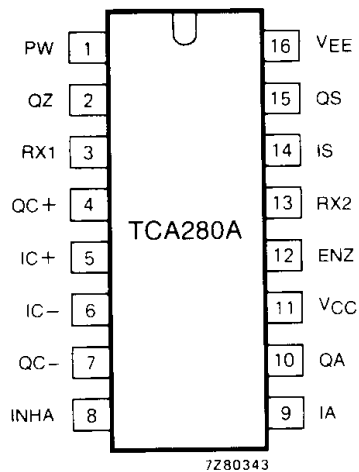 PW 1 16 VEE
QZ 2 15 QS
RX1 3 14 IS
QC+ 4 13 RX2
TCA280A
IC+ 5 12 ENZ
IC− 6 11 VCC
QC− 7 10 QA
INHA 8 9 IA
7Z80343